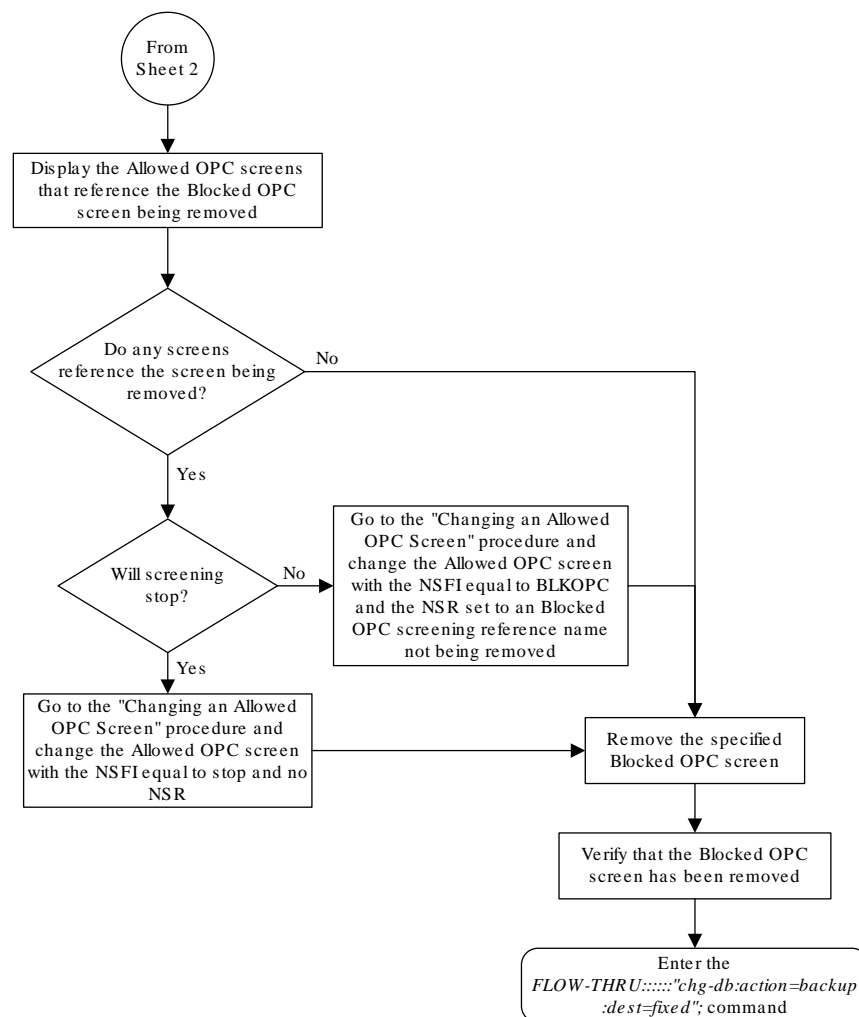 From
Sheet 2
Display the Allowed OPC screens
that reference the Blocked OPC
screen being removed
Do any screens
reference the screen being
removed?
No
Yes
Will screening
stop?
No
Go to the "Changing an Allowed
OPC Screen" procedure and
change the Allowed OPC screen
with the NSFI equal to BLKOPC
and the NSR set to an Blocked
OPC screening reference name
not being removed
Yes
Go to the "Changing an Allowed
OPC Screen" procedure and
change the Allowed OPC screen
with the NSFI equal to stop and no
NSR
Remove the specified
Blocked OPC screen
Verify that the Blocked OPC
screen has been removed
Enter the
FLOW-THRU::::::"chg-db:action=backup
:dest=fixed"; command